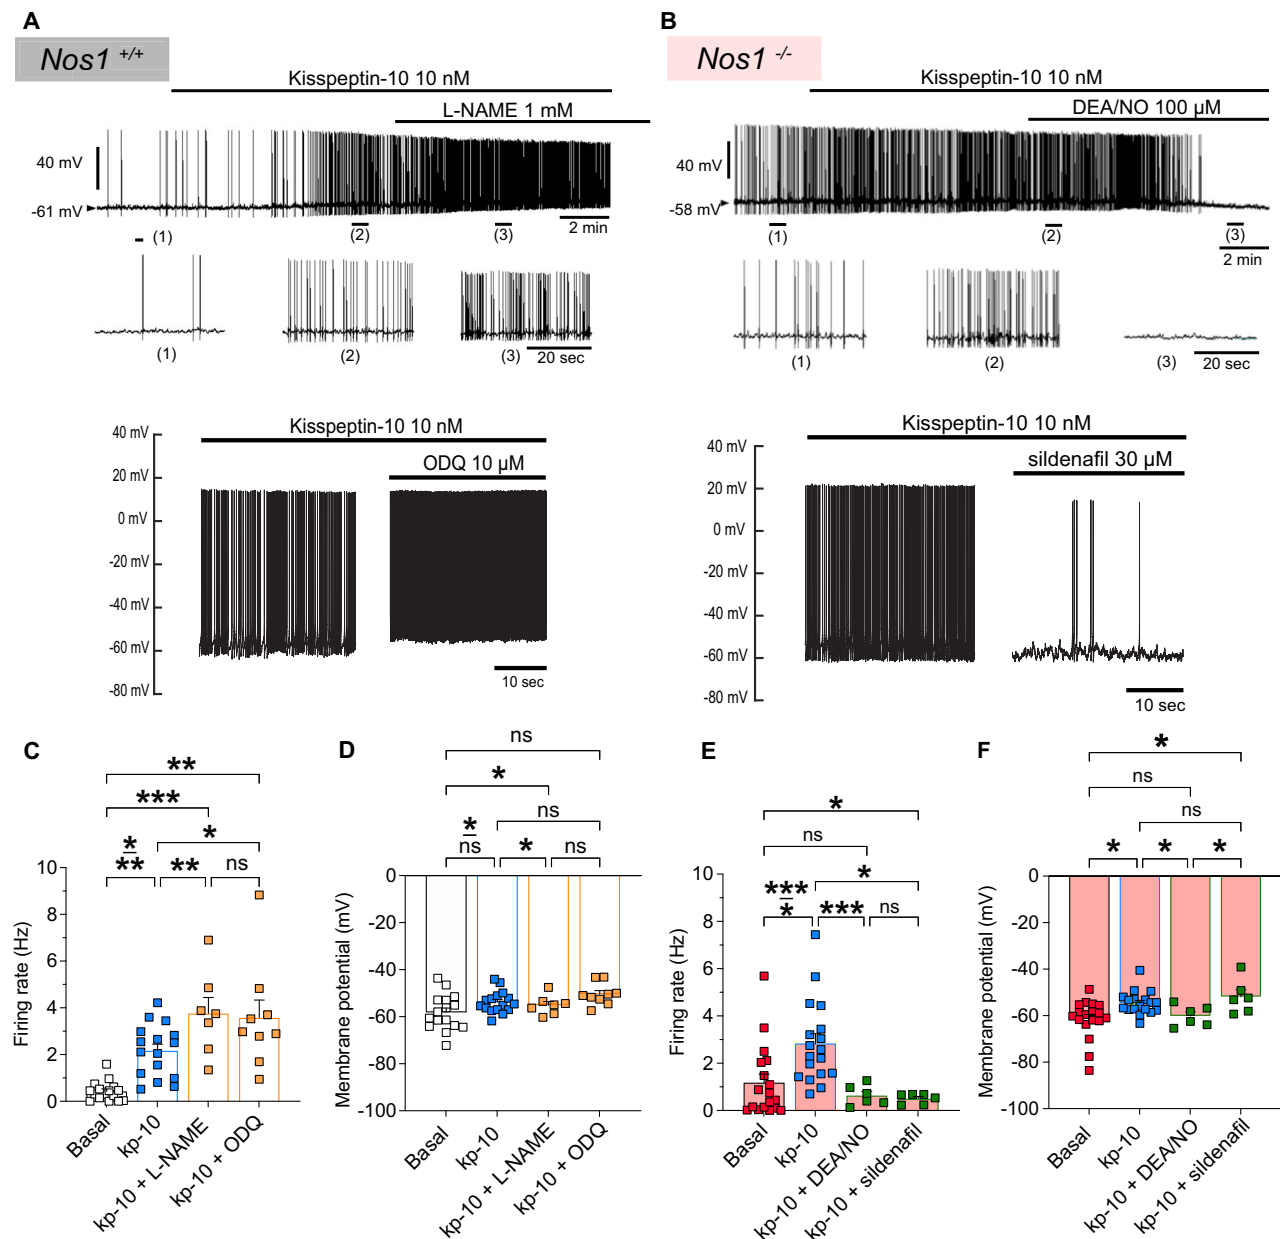 A
B
Nos1 +/+
Nos1 -/-
Kisspeptin-10 10 nM
L-NAME 1 mM
40 mV
-61 mV
(1)
(2)
(3)
2 min
(1)
(2)
(3)
20 sec
Kisspeptin-10 10 nM
DEA/NO 100 µM
40 mV
-58 mV
(1)
(2)
(3)
2 min
(1)
(2)
(3)
20 sec
Kisspeptin-10 10 nM
ODQ 10 µM
40 mV
20 mV
0 mV
-20 mV
-40 mV
-60 mV
-80 mV
10 sec
Kisspeptin-10 10 nM
sildenafil 30 µM
40 mV
20 mV
0 mV
-20 mV
-40 mV
-60 mV
-80 mV
10 sec
C
**
***
*
*
**
**
ns
10
8
6
4
2
0
Firing rate (Hz)
Basal
kp-10
kp-10 + L-NAME
kp-10 + ODQ
D
ns
*
ns
*
ns
*
ns
0
-20
-40
-60
-80
-100
Membrane potential (mV)
Basal
kp-10
kp-10 + L-NAME
kp-10 + ODQ
E
*
ns
*
***
*
***
ns
10
8
6
4
2
0
Firing rate (Hz)
Basal
kp-10
kp-10 + DEA/NO
kp-10 + sildenafil
F
*
ns
ns
*
*
*
0
-20
-40
-60
-80
-100
Membrane potential (mV)
Basal
kp-10
kp-10 + DEA/NO
kp-10 + sildenafil